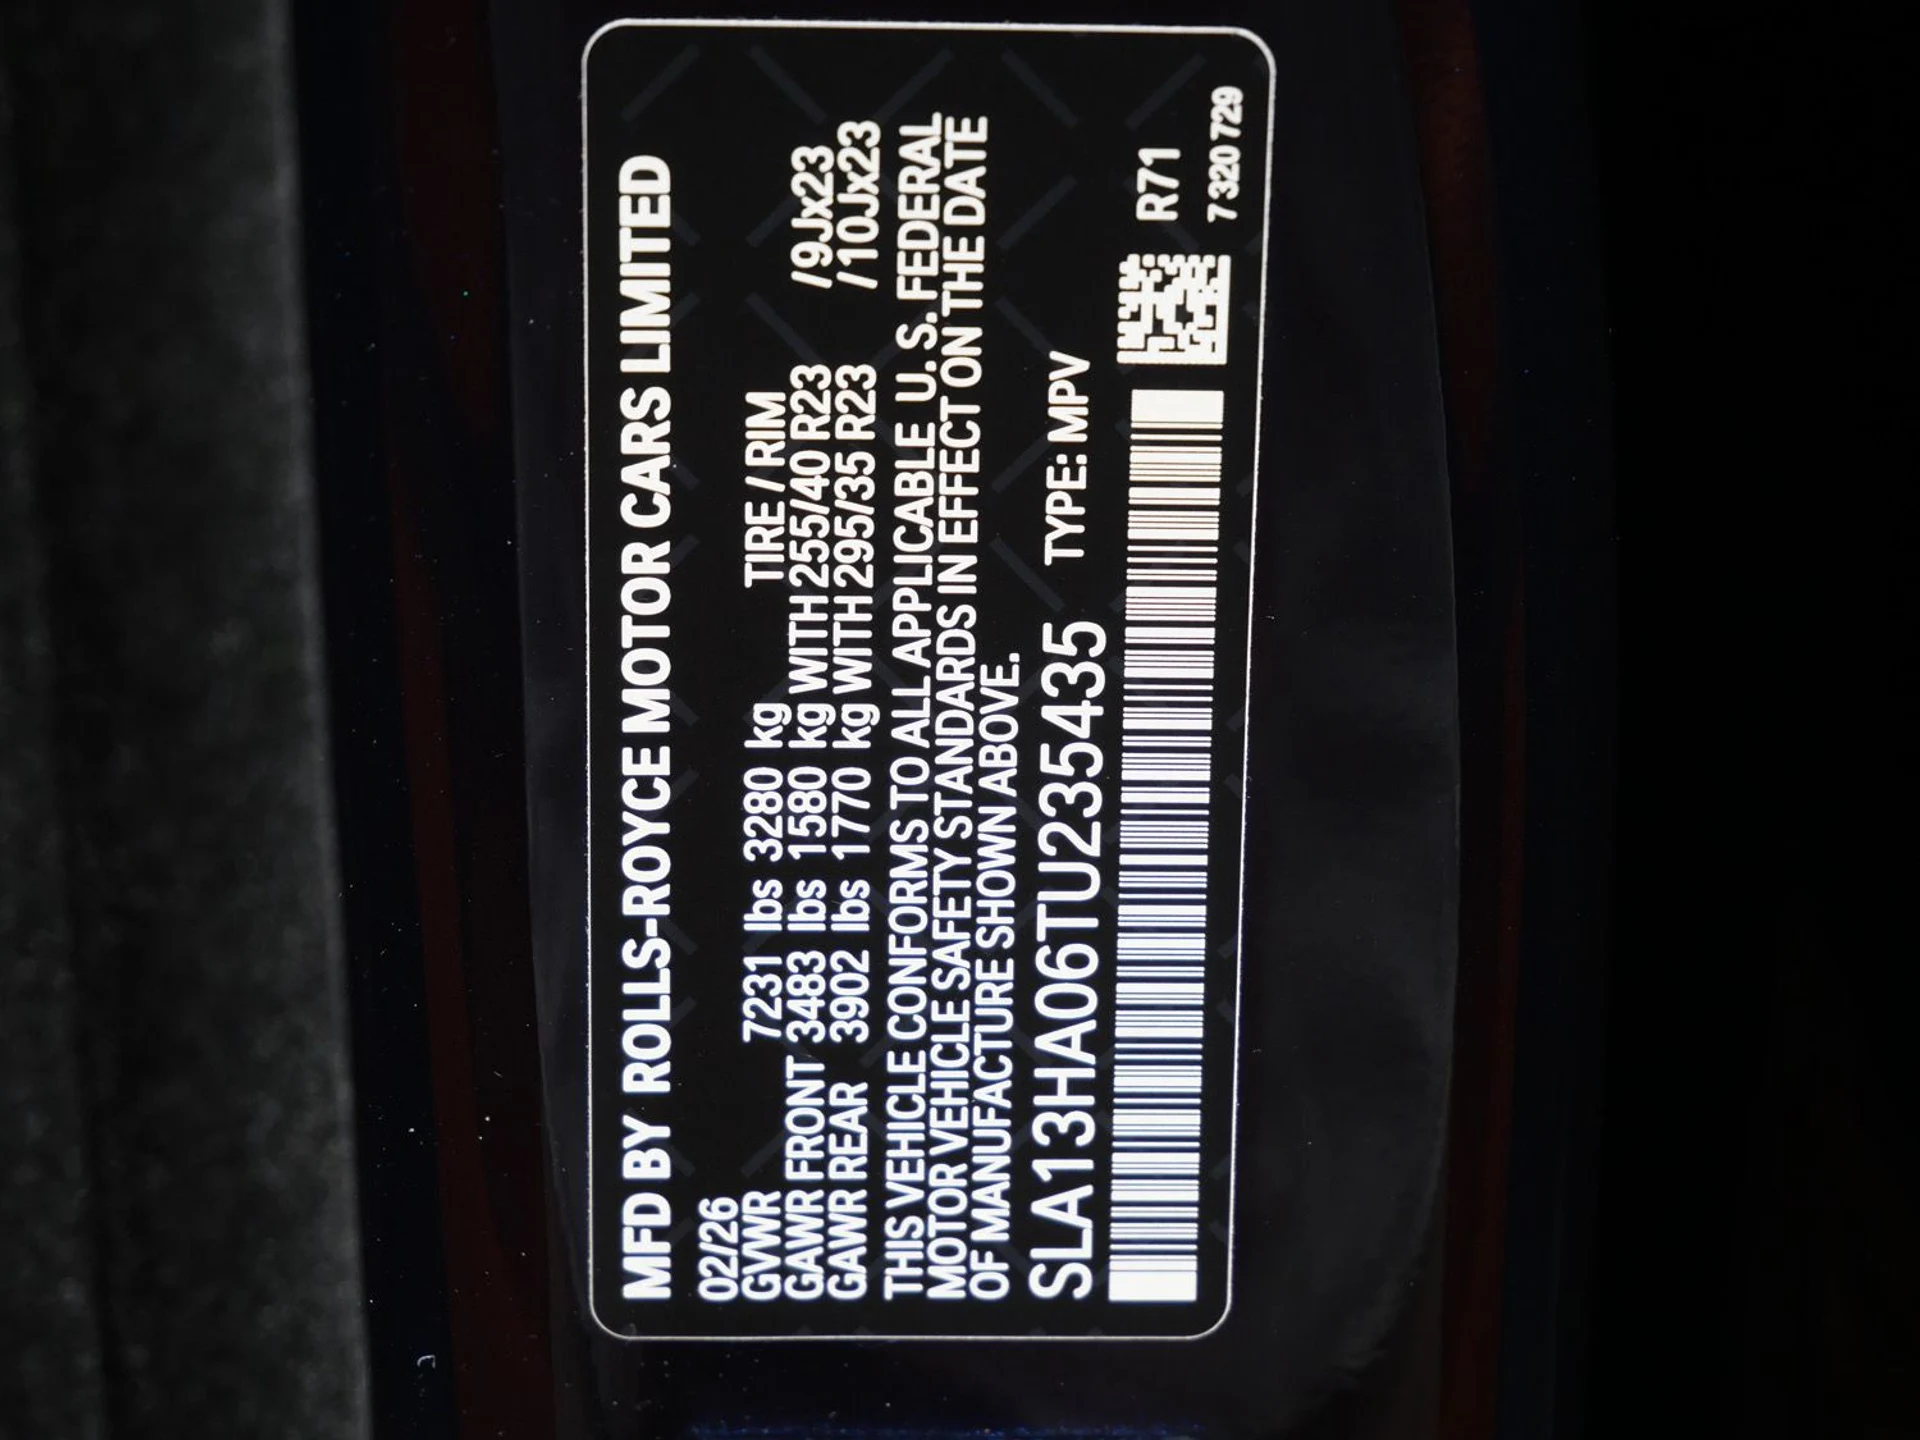 MFD BY ROLLS-ROYCE MOTOR CARS LIMITED
02/26
GVWR 7231 lbs 3280 kg TIRE / RIM
GAWR FRONT 3483 lbs 1580 kg WITH 255/40 R23 /9Jx23
GAWR REAR 3902 lbs 1770 kg WITH 295/35 R23 /10Jx23
THIS VEHICLE CONFORMS TO ALL APPLICABLE U.S. FEDERAL
MOTOR VEHICLE SAFETY STANDARDS IN EFFECT ON THE DATE
OF MANUFACTURE SHOWN ABOVE.
SLA13HA06TU235435 TYPE: MPV
R71
7 320 729